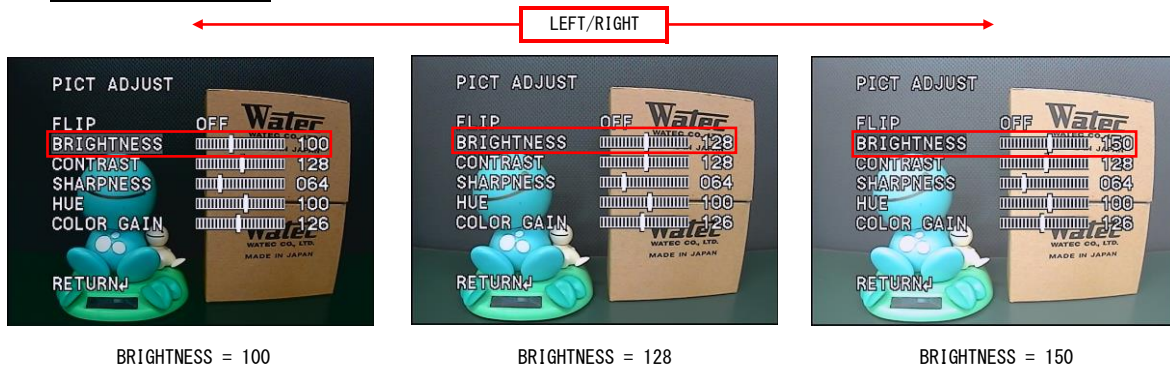 LEFT/RIGHT
PICT ADJUST
FLIP OFF
BRIGHTNESS 100
CONTRAST 128
SHARPNESS 064
HUE 100
COLOR GAIN 126
RETURN↲
Watec
WATEC CO., LTD.
MADE IN JAPAN
BRIGHTNESS = 100
PICT ADJUST
FLIP OFF
BRIGHTNESS 128
CONTRAST 128
SHARPNESS 064
HUE 100
COLOR GAIN 126
RETURN↲
Watec
WATEC CO., LTD.
MADE IN JAPAN
BRIGHTNESS = 128
PICT ADJUST
FLIP OFF
BRIGHTNESS 150
CONTRAST 128
SHARPNESS 064
HUE 100
COLOR GAIN 126
RETURN↲
Watec
WATEC CO., LTD.
MADE IN JAPAN
BRIGHTNESS = 150